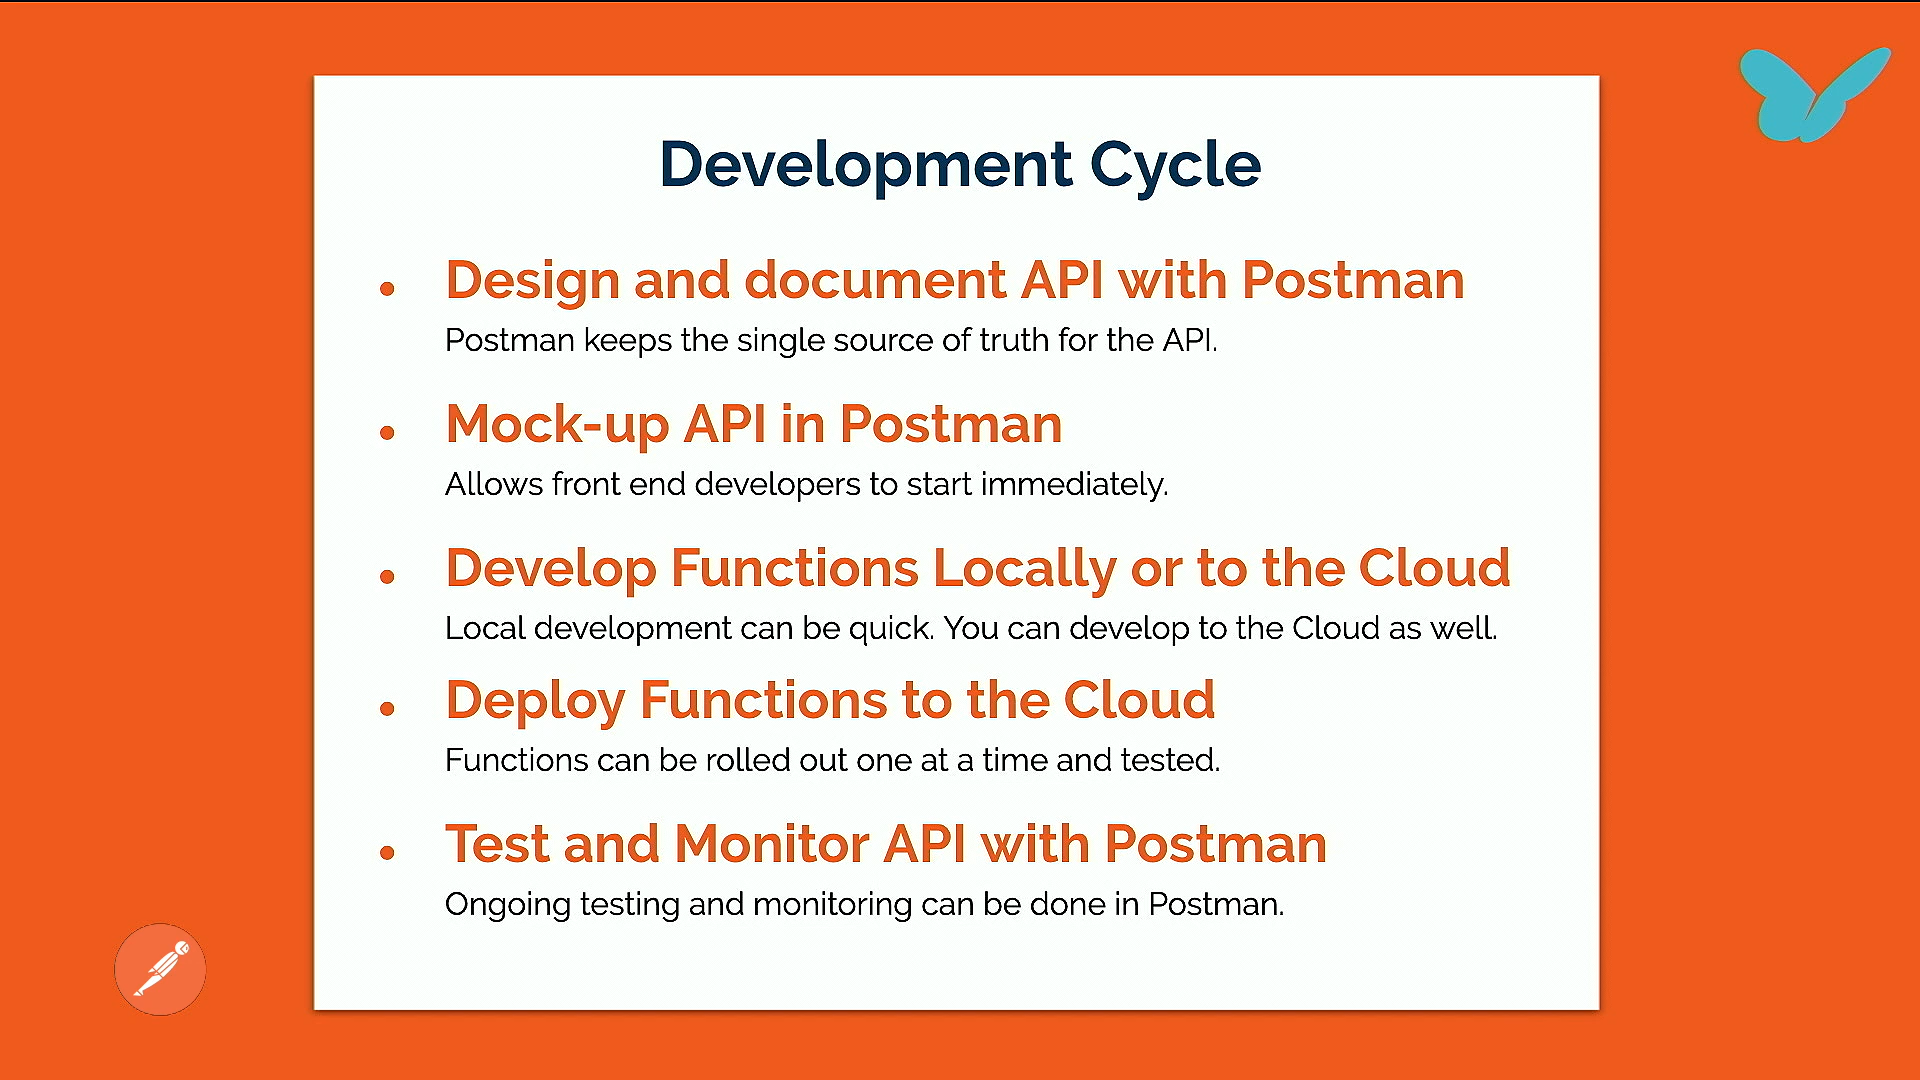 Development Cycle
• Design and document API with Postman
Postman keeps the single source of truth for the API.
• Mock-up API in Postman
Allows front end developers to start immediately.
• Develop Functions Locally or to the Cloud
Local development can be quick. You can develop to the Cloud as well.
• Deploy Functions to the Cloud
Functions can be rolled out one at a time and tested.
• Test and Monitor API with Postman
Ongoing testing and monitoring can be done in Postman.